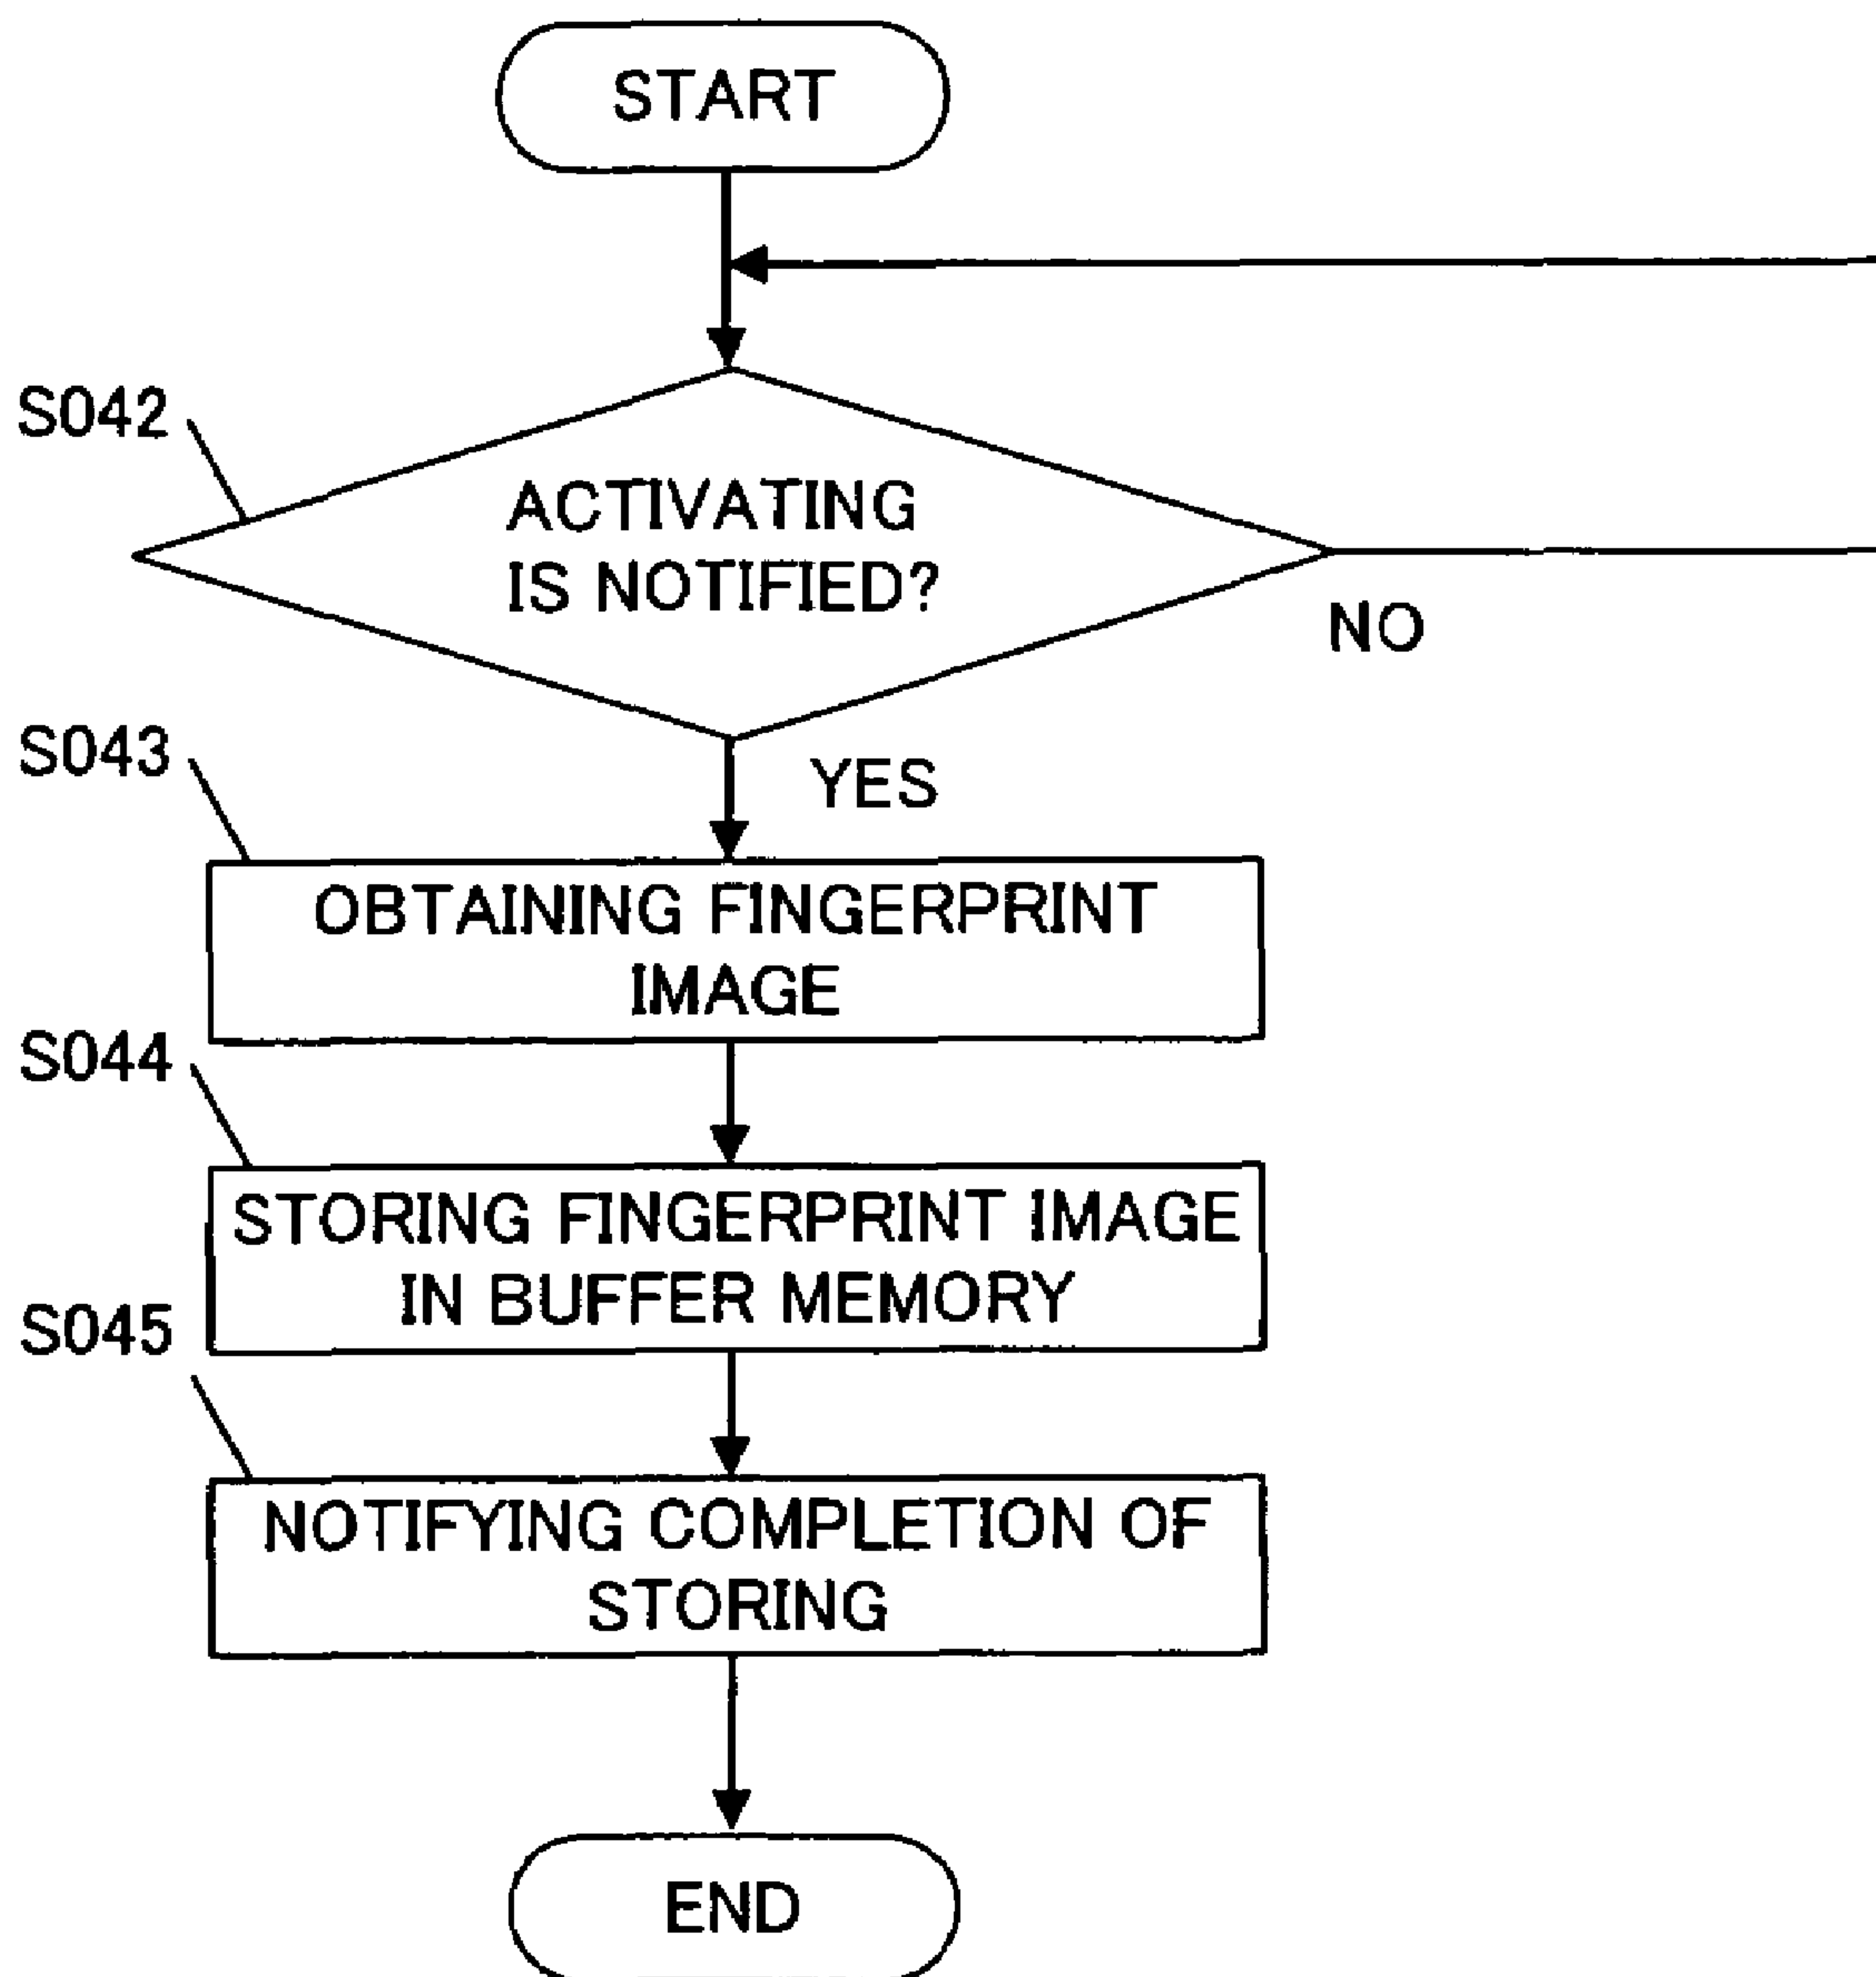 START
S042
ACTIVATING
IS NOTIFIED?
NO
S043
YES
OBTAINING FINGERPRINT
IMAGE
S044
STORING FINGERPRINT IMAGE
IN BUFFER MEMORY
S045
NOTIFYING COMPLETION OF
STORING
END